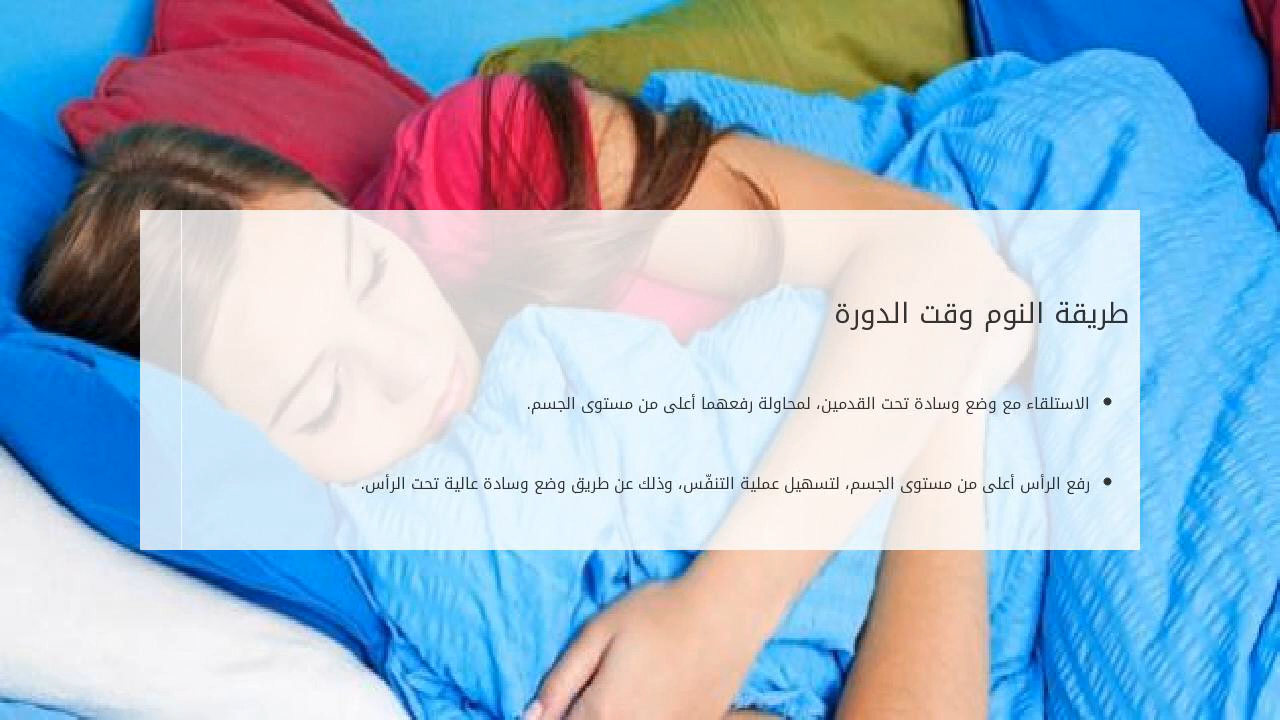 طريقة النوم وقت الدورة
• الاستلقاء مع وضع وسادة تحت القدمين، لمحاولة رفعهما أعلى من مستوى الجسم.
• رفع الرأس أعلى من مستوى الجسم، لتسهيل عملية التنفّس، وذلك عن طريق وضع وسادة عالية تحت الرأس.